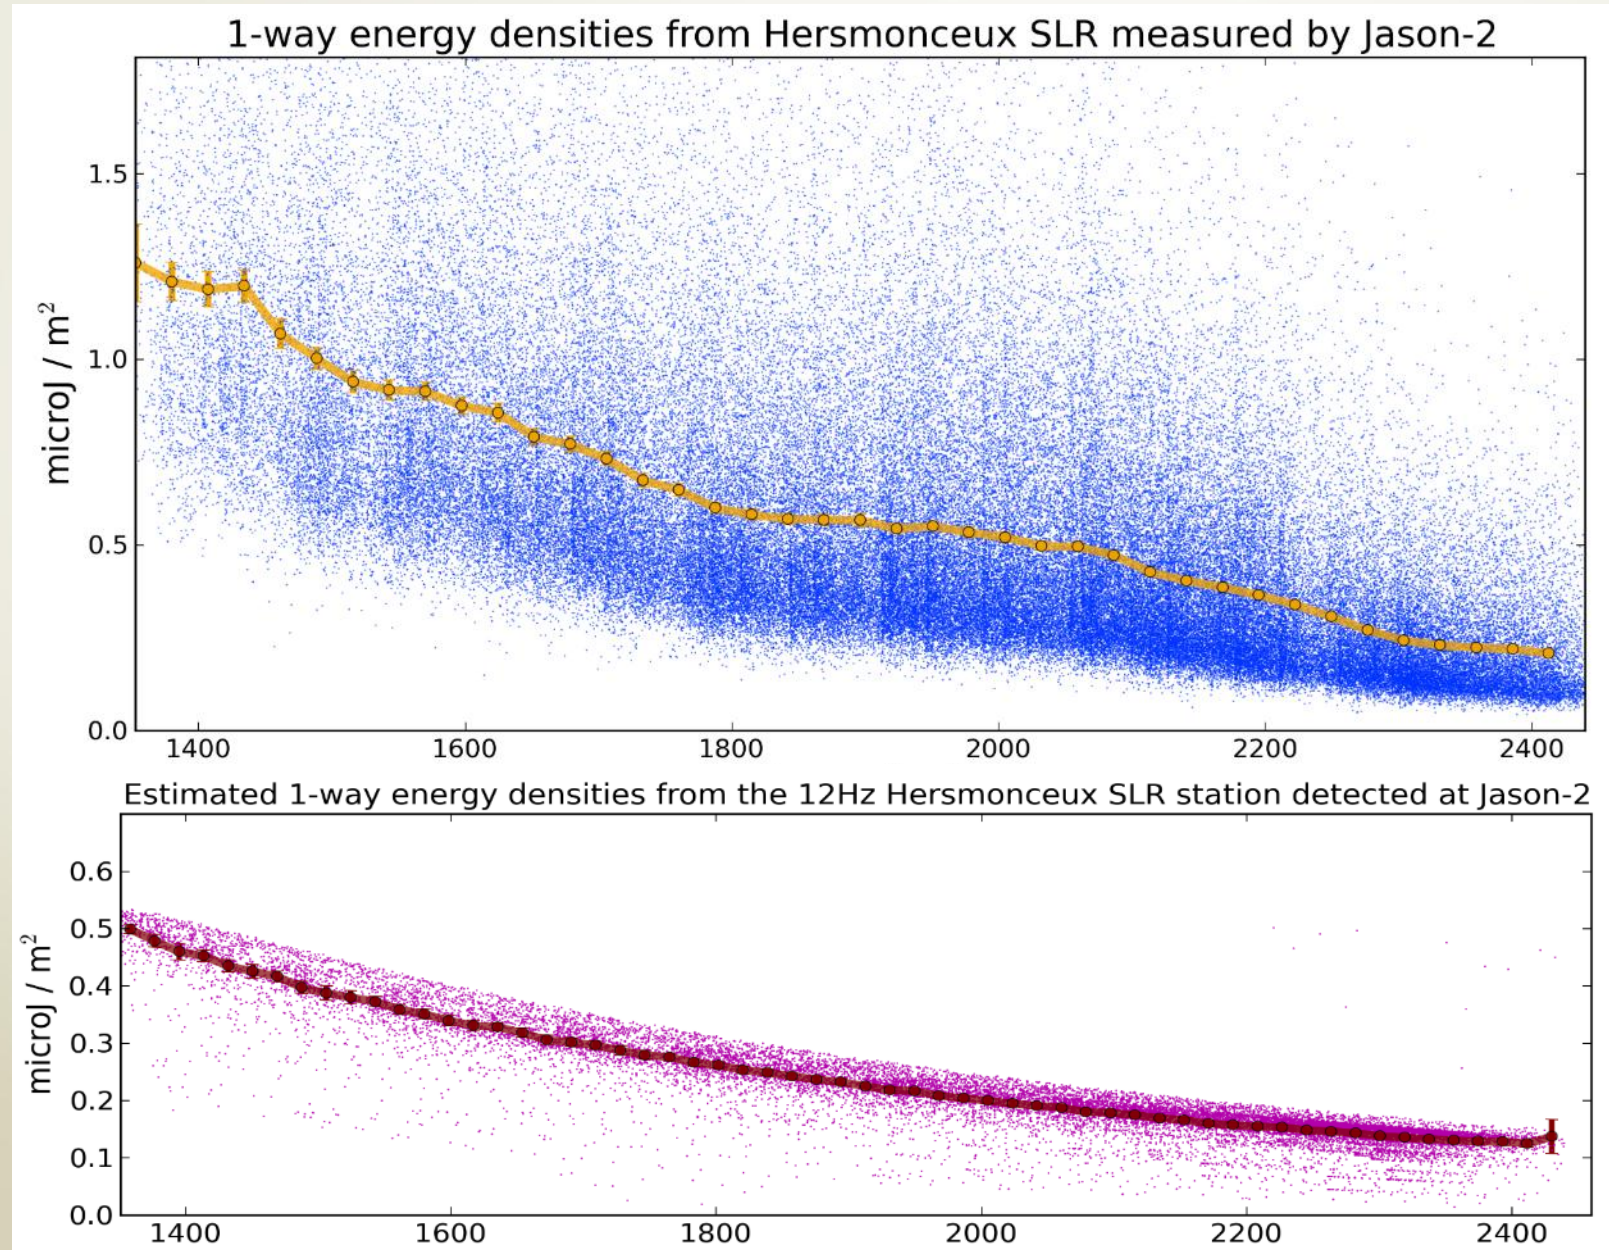 1-way energy densities from Hersmonceux SLR measured by Jason-2
1.5
1.0
0.5
0.0
microJ / m²
1400 1600 1800 2000 2200 2400
Estimated 1-way energy densities from the 12Hz Hersmonceux SLR station detected at Jason-2
0.6
0.5
0.4
0.3
0.2
0.1
0.0
microJ / m²
1400 1600 1800 2000 2200 2400